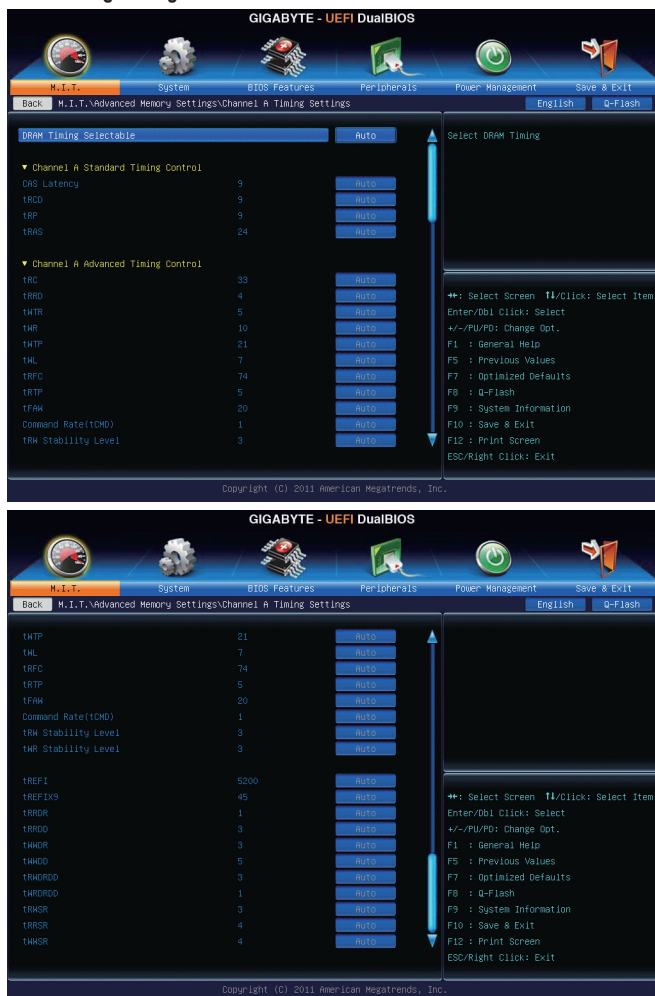 GIGABYTE - UEFI DualBIOS
M.I.T. System BIOS Features Peripherals Power Management Save & Exit
Back M.I.T.\Advanced Memory Settings\Channel A Timing Settings English Q-Flash
DRAM Timing Selectable Auto Select DRAM Timing
▼ Channel A Standard Timing Control
CAS Latency 9 Auto
tRCD 9 Auto
tRP 9 Auto
tRAS 24 Auto
▼ Channel A Advanced Timing Control
tRC 33 Auto
tRRD 4 Auto
tWTR 5 Auto
tWR 10 Auto
tWTP 21 Auto
tWL 7 Auto
tRFC 74 Auto
tRTP 5 Auto
tFAW 20 Auto
Command Rate(tCMD) 1 Auto
tRW Stability Level 3 Auto
→←: Select Screen ↑↓/Click: Select Item
Enter/Dbl Click: Select
+/-/PU/PD: Change Opt.
F1 : General Help
F5 : Previous Values
F7 : Optimized Defaults
F8 : Q-Flash
F9 : System Information
F10 : Save & Exit
F12 : Print Screen
ESC/Right Click: Exit
Copyright (C) 2011 American Megatrends, Inc.
GIGABYTE - UEFI DualBIOS
M.I.T. System BIOS Features Peripherals Power Management Save & Exit
Back M.I.T.\Advanced Memory Settings\Channel A Timing Settings English Q-Flash
tWTP 21 Auto
tWL 7 Auto
tRFC 74 Auto
tRTP 5 Auto
tFAW 20 Auto
Command Rate(tCMD) 1 Auto
tRW Stability Level 3 Auto
tWR Stability Level 3 Auto
tREFI 5200 Auto
tREFIX9 45 Auto
tRRDR 1 Auto
tRRDD 3 Auto
tWWDR 3 Auto
tWWDD 5 Auto
tRWDRDD 3 Auto
tWRDRDD 1 Auto
tRWSR 3 Auto
tRRSR 4 Auto
tWWSR 4 Auto
→←: Select Screen ↑↓/Click: Select Item
Enter/Dbl Click: Select
+/-/PU/PD: Change Opt.
F1 : General Help
F5 : Previous Values
F7 : Optimized Defaults
F8 : Q-Flash
F9 : System Information
F10 : Save & Exit
F12 : Print Screen
ESC/Right Click: Exit
Copyright (C) 2011 American Megatrends, Inc.